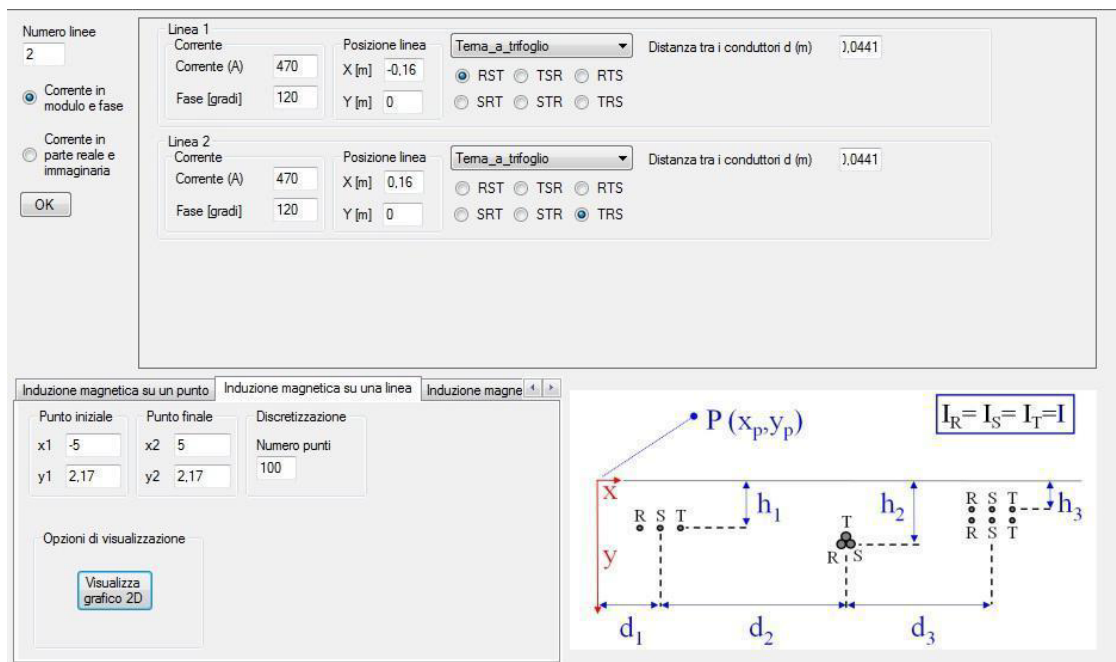 Numero linee
2
Corrente in modulo e fase
Corrente in parte reale e immaginaria
OK
Linea 1
Corrente
Corrente (A) 470
Fase [gradi] 120
Posizione linea
X [m] -0,16
Y [m] 0
Terna_a_trifoglio
RST TSR RTS
SRT STR TRS
Distanza tra i conduttori d (m) ),0441
Linea 2
Corrente
Corrente (A) 470
Fase [gradi] 120
Posizione linea
X [m] 0,16
Y [m] 0
Terna_a_trifoglio
RST TSR RTS
SRT STR TRS
Distanza tra i conduttori d (m) ),0441
Induzione magnetica su un punto Induzione magnetica su una linea Induzione magne
Punto iniziale
x1 -5
y1 2,17
Punto finale
x2 5
y2 2,17
Discretizzazione
Numero punti
100
Opzioni di visualizzazione
Visualizza
grafico 2D
P (xp,yp)
IR= IS= IT=I
x
y
h1
h2
h3
R S T
T
R S
R S T
R S T
d1
d2
d3